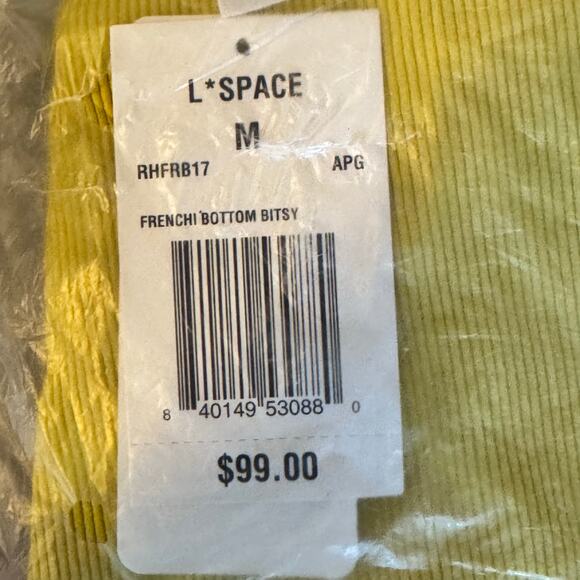 L*SPACE
M
RHFRB17 APG
FRENCHI BOTTOM BITSY
8 40149 53088 0
$99.00